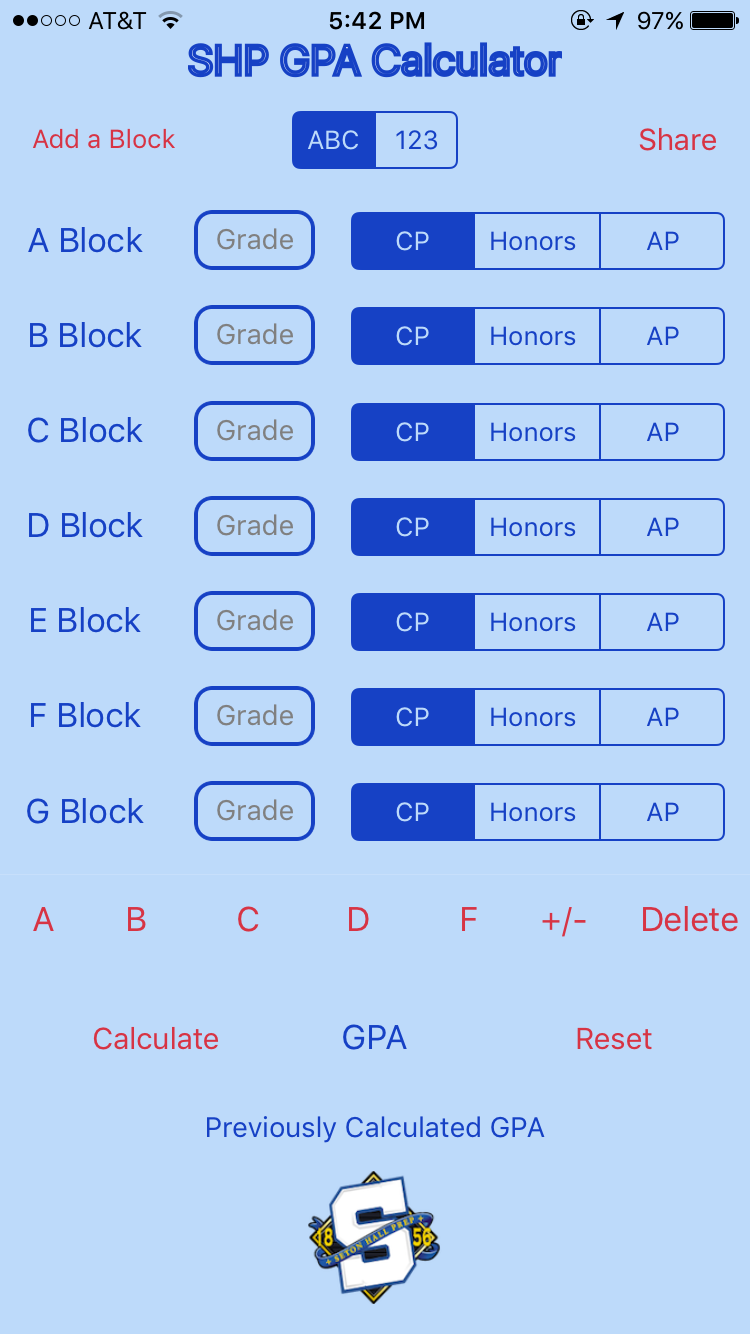 AT&T 5:42 PM 97%
SHP GPA Calculator
Add a Block ABC 123 Share
A Block Grade CP Honors AP
B Block Grade CP Honors AP
C Block Grade CP Honors AP
D Block Grade CP Honors AP
E Block Grade CP Honors AP
F Block Grade CP Honors AP
G Block Grade CP Honors AP
A B C D F +/- Delete
Calculate GPA Reset
Previously Calculated GPA
S
18 56
SETON HALL PREP